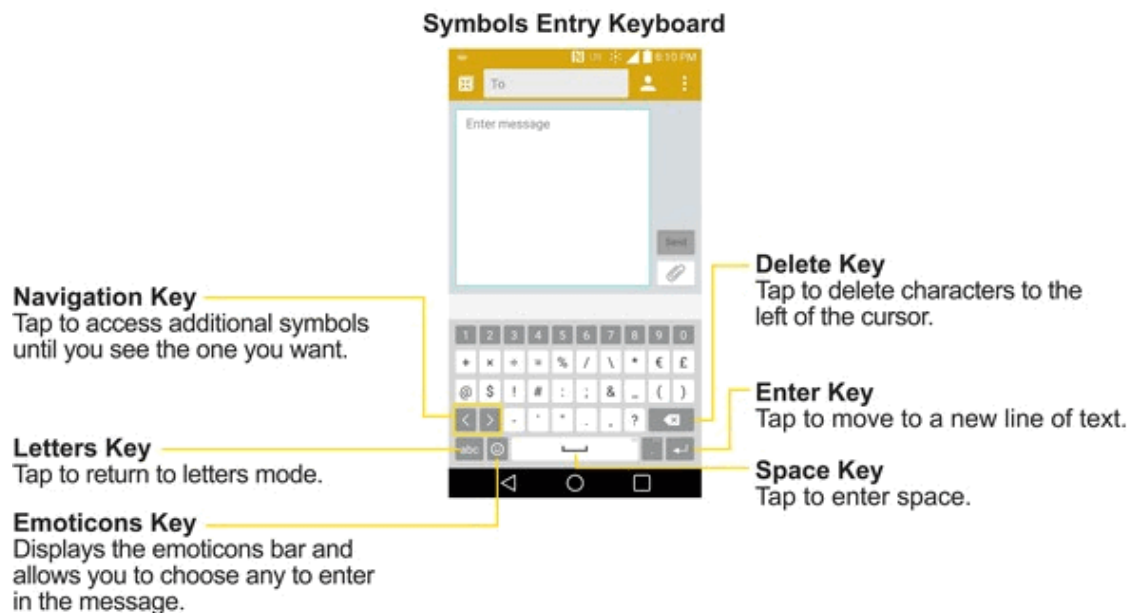 Symbols Entry Keyboard
8:10 PM
To
Enter message
Send
Navigation Key
Tap to access additional symbols
until you see the one you want.
Letters Key
Tap to return to letters mode.
Emoticons Key
Displays the emoticons bar and
allows you to choose any to enter
in the message.
1 2 3 4 5 6 7 8 9 0
+ × ÷ = % / \ * € £
@ $ ! # : ; & _ ( )
< > - ' " . , ?
abc
Delete Key
Tap to delete characters to the
left of the cursor.
Enter Key
Tap to move to a new line of text.
Space Key
Tap to enter space.